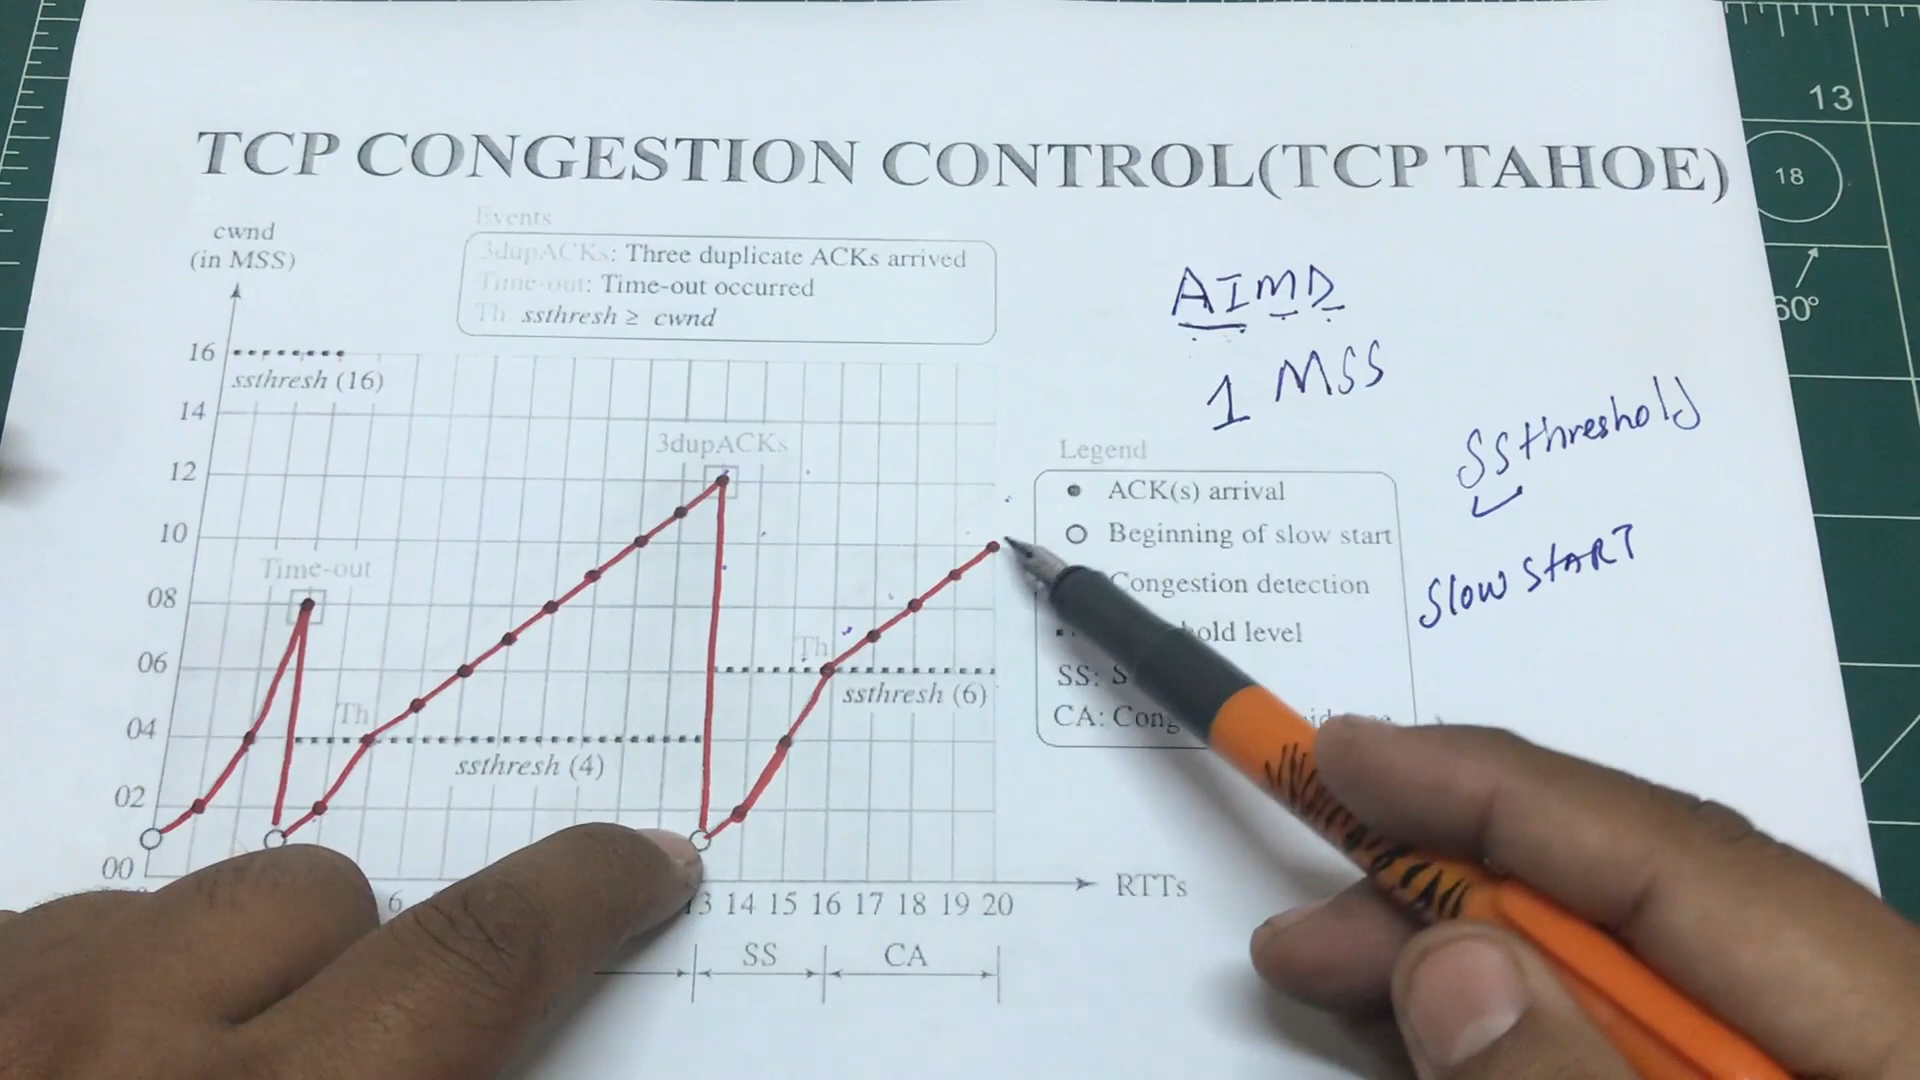 TCP CONGESTION CONTROL(TCP TAHOE)
cwnd
(in MSS)
Events
3dupACKs: Three duplicate ACKs arrived
Time-out: Time-out occurred
Th: ssthresh ≥ cwnd
AIMD
1 MSS
SSthreshold
Slow START
16
ssthresh (16)
14
12
10
08
06
04
02
00
Time-out
3dupACKs
Th
ssthresh (4)
Th
ssthresh (6)
Legend
ACK(s) arrival
Beginning of slow start
Congestion detection
old level
SS: S
CA: Cong
6
3 14 15 16 17 18 19 20
RTTs
SS
CA
13
18
60°